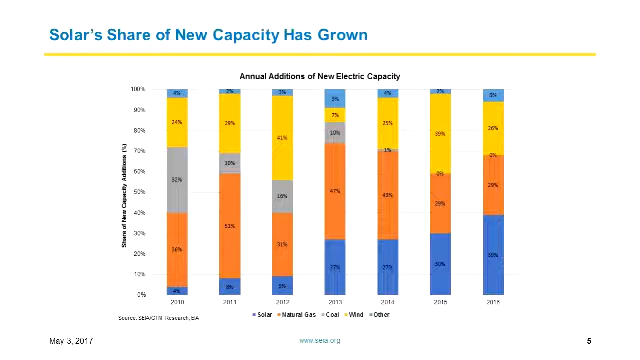 Solar's Share of New Capacity Has Grown
Annual Additions of New Electric Capacity
Share of New Capacity Additions (%)
100%
90%
80%
70%
60%
50%
40%
30%
20%
10%
0%
4% 2% 3% 9% 4% 2% 6%
24% 29% 41% 7% 25% 39% 26%
32% 10% 16% 10% 1% 0% 0%
36% 51% 31% 47% 43% 29% 29%
4% 8% 9% 27% 27% 30% 39%
2010 2011 2012 2013 2014 2015 2016
Solar Natural Gas Coal Wind Other
Source: SEIA/GTM Research, EIA
May 3, 2017
www.seia.org
5